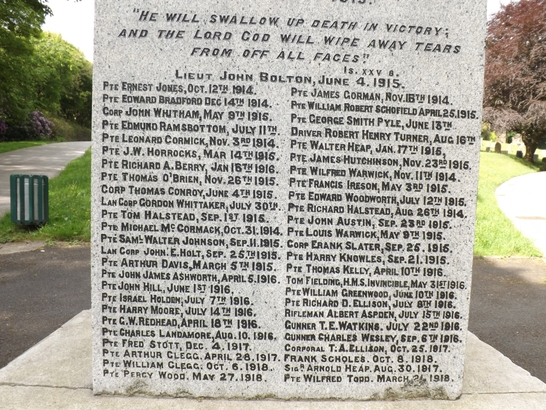 1915.
"He will swallow up death in victory;
and the Lord God will wipe away tears
from off all faces"
Is. XXV 8.
Lieut John Bolton, June 4. 1915.
Pte Ernest Jones, Oct. 12th 1914.
Pte Edward Bradford Dec 14th 1914.
Corp John Whitham, May 9th 1915.
Pte Edmund Ramsbottom, July 11th
Pte Leonard Cormick, Nov. 3rd 1914.
Pte J.W. Horrocks, Mar 14th 1915.
Pte Richard A. Berry, Jan 15th 1916.
Pte Thomas O'Brien, Nov. 26th 1915.
Corp Thomas Conroy, June 4th 1915.
Lan Corp Gordon Whittaker, July 30th
Pte Tom Halstead, Sep. 1st 1915.
Pte Michael Mc Cormack, Oct. 31. 1914
Pte Saml Walter Johnson, Sep. 11. 1915.
Lan Corp John. E. Holt, Sep. 25th 1915
Pte Arthur Davis, March 5th 1915.
Pte John James Ashworth, April 5. 1916
Pte John Hill, June 1st 1916.
Pte Israel Holden, July 7th 1916.
Pte Harry Moore, July 14th 1916.
Pte G.W. Redhead, April 18th 1916.
Pte Charles Landamore, Aug. 10. 1916.
Pte Fred Stott, Dec. 4. 1917.
Pte Arthur Clegg. April 28. 1917.
Pte William Clegg. Oct 6. 1918.
Pte Percy Wood. May 27. 1918.
Pte James Gorman, Nov. 18th 1914.
Pte William Robert Schofield April 25. 1915.
Pte George Smith Pyle, June 13th
Driver Robert Henry Turner, Aug 16th
Pte Walter Heap, Jan. 17th 1915.
Pte James Hutchinson, Nov. 23rd 1915.
Pte Wilfred Warwick, Nov. 11th 1914.
Pte Francis Ireson, May 3rd 1915.
Pte Edward Woodworth, July 12th 1915.
Pte Richard Halstead, Aug 26th 1914.
Pte John Austin, Sep. 23rd 1915.
Pte Louis Warwick, May 9th 1915.
Corp Frank Slater, Sep. 25. 1915.
Pte Harry Knowles, Sep. 21. 1915.
Pte Thomas Kelly, April 10th 1916.
Tom Fielding, H.M.S. Invincible, May 31st 1916.
Pte William Greenwood, June 10th 1916.
Pte Richard D. Ellison, July 8th 1916.
Rifleman Albert Aspden, July 15th 1916.
Gunner T.E. Watkins, July 22nd 1916.
Gunner Charles Wesley, Sep. 6th 1916.
Corporal T.A. Ellison, Oct. 25. 1917.
Frank Scholes. Oct. 8. 1918.
Sigr Arnold Heap. Aug. 30. 1917.
Pte Wilfred Todd. March 21. 1918.